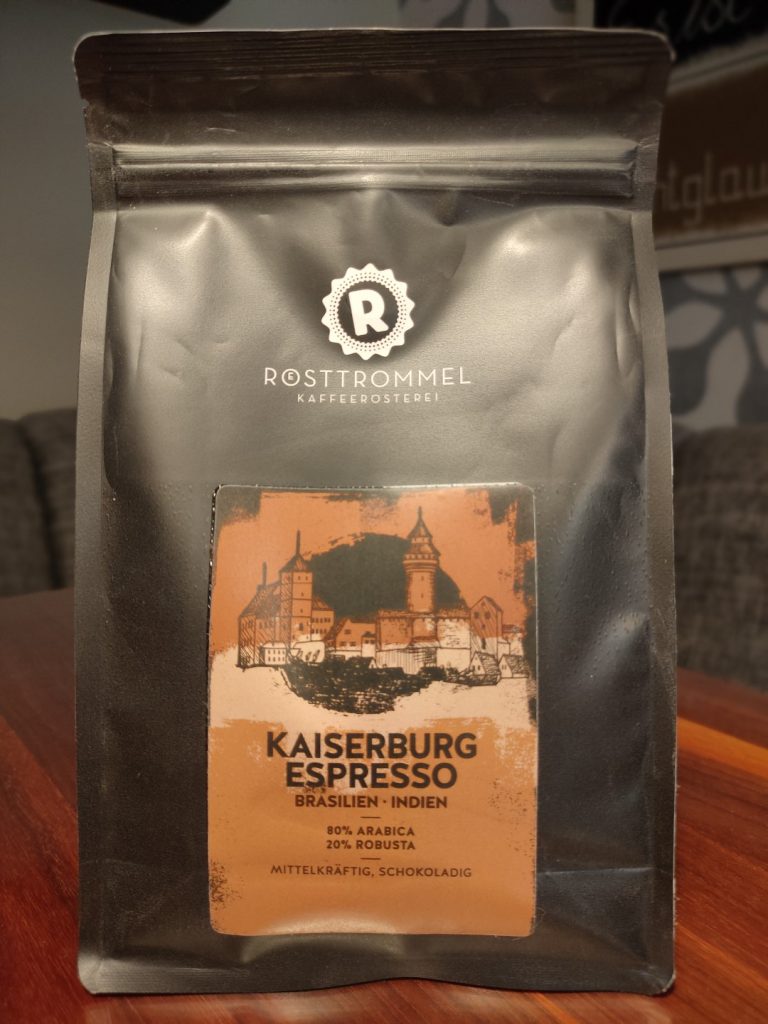 R
RÖSTTROMMEL
KAFFEERÖSTEREI
KAISERBURG
ESPRESSO
BRASILIEN · INDIEN
80% ARABICA
20% ROBUSTA
MITTELKRÄFTIG, SCHOKOLADIG